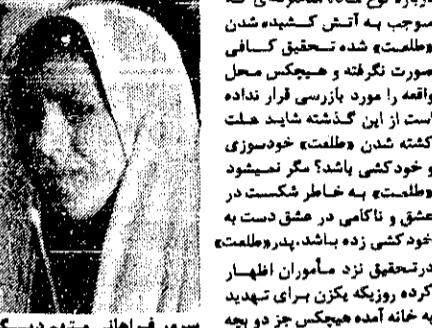 موجب به آتش کشیده شدن
«طلعت» شده تحقیق کافی
صورت نگرفته و هیچکس محل
واقعه را مورد بازرسی قرار نداده
است از این گذشته شاید علت
کشته شدن «طلعت» خودسوزی
و خودکشی باشد؟ مگر نمیشود
«طلعت» به خاطر شکست در
عشق و ناکامی در عشق دست به
خودکشی زده باشد. پدر «طلعت»
درتحقیق نزد مأموران اظهار
کرده روزیکه یکزن برای تهدید
به خانه آمده هیچکس جز دو بچه
سرور فراهانی متهم